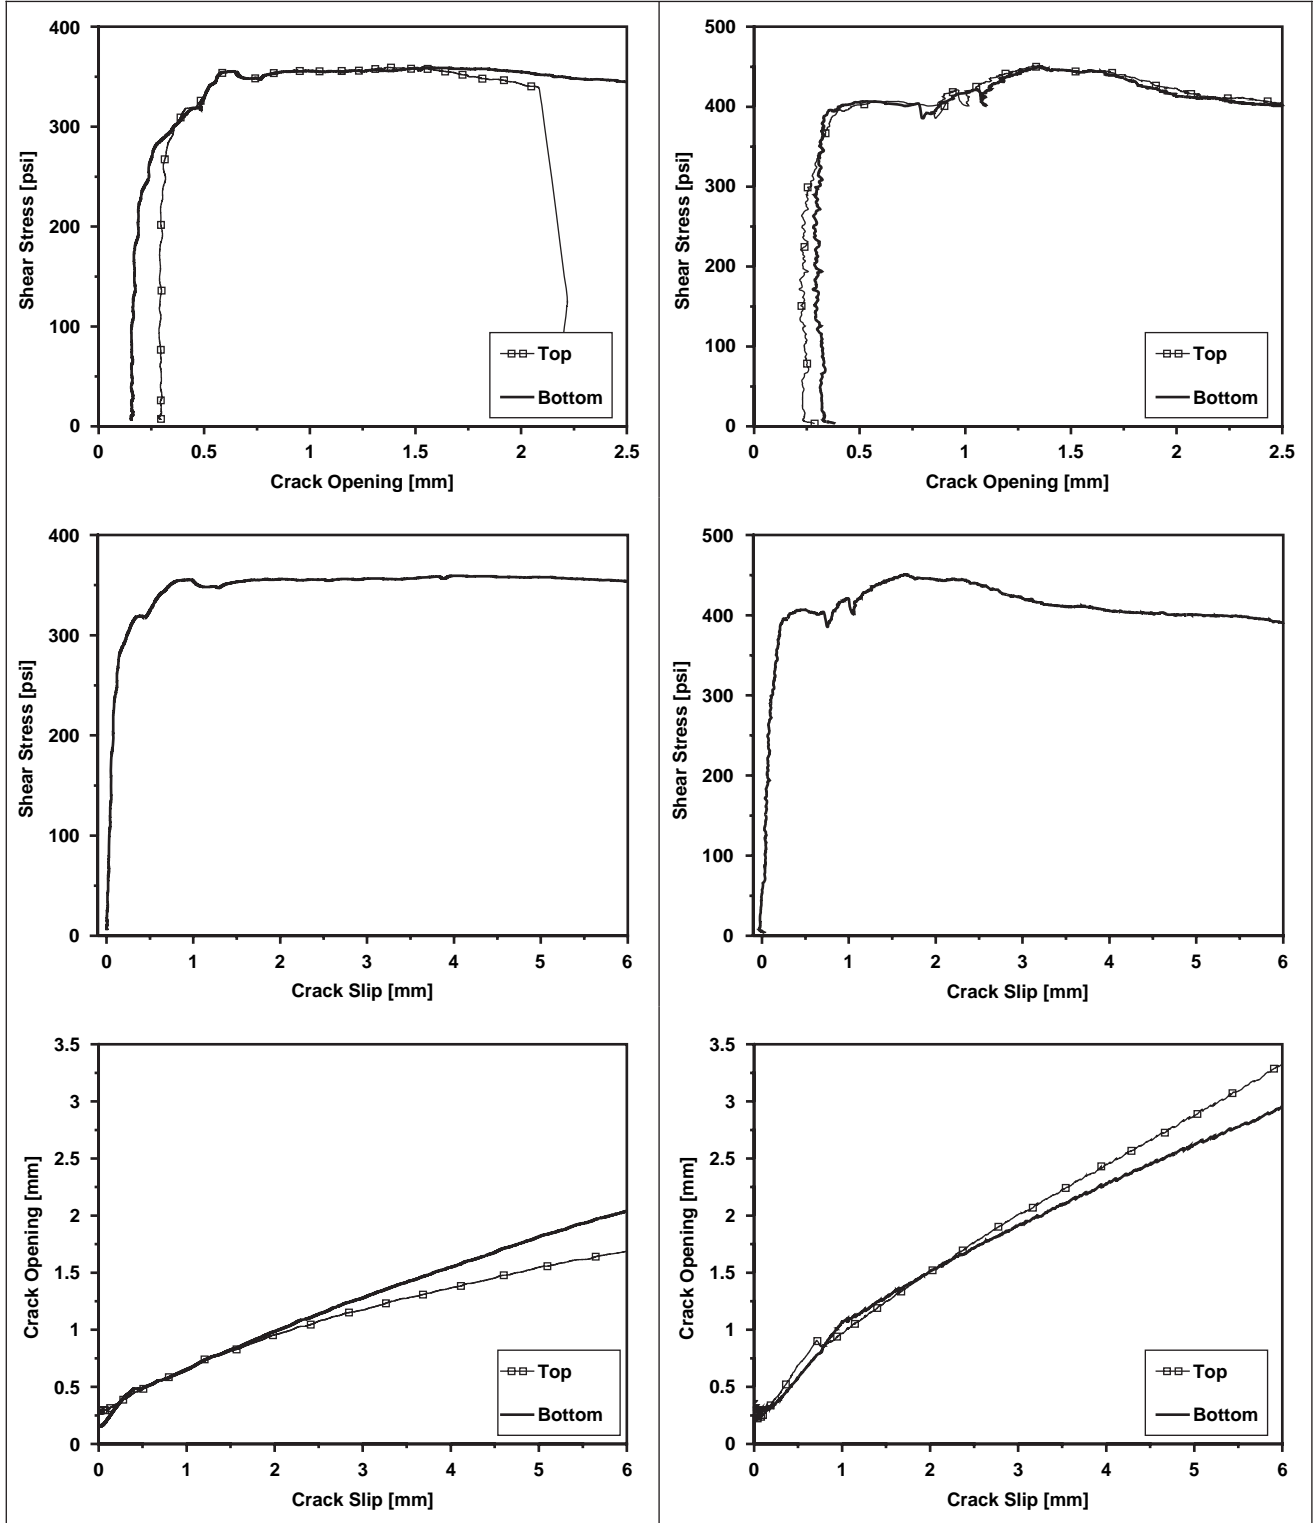 400
300
200
100
0
Shear Stress [psi]
Top
Bottom
0 0.5 1 1.5 2 2.5
Crack Opening [mm]
500
400
300
200
100
0
Shear Stress [psi]
Top
Bottom
0 0.5 1 1.5 2 2.5
Crack Opening [mm]
400
300
200
100
0
Shear Stress [psi]
0 1 2 3 4 5 6
Crack Slip [mm]
500
400
300
200
100
0
Shear Stress [psi]
0 1 2 3 4 5 6
Crack Slip [mm]
3.5
3
2.5
2
1.5
1
0.5
0
Crack Opening [mm]
Top
Bottom
0 1 2 3 4 5 6
Crack Slip [mm]
3.5
3
2.5
2
1.5
1
0.5
0
Crack Opening [mm]
Top
Bottom
0 1 2 3 4 5 6
Crack Slip [mm]